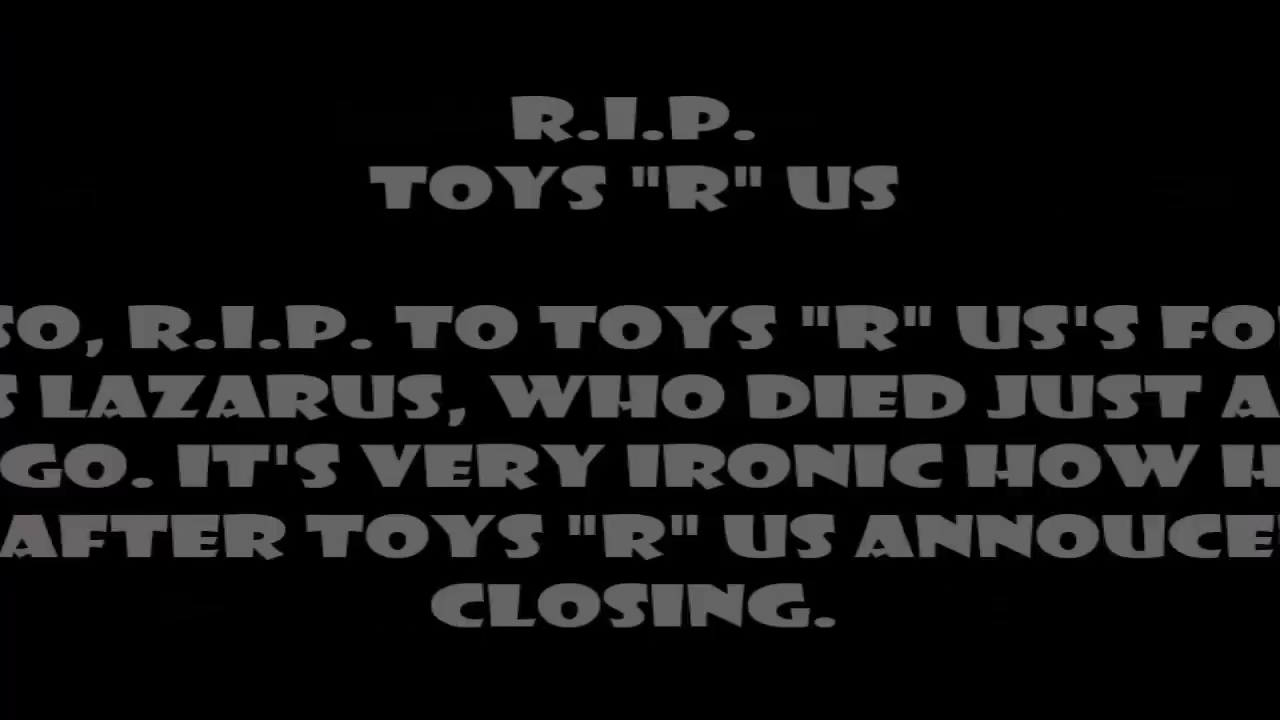 R.I.P.
TOYS "R" US
SO, R.I.P. TO TOYS "R" US'S FO
S LAZARUS, WHO DIED JUST A
GO. IT'S VERY IRONIC HOW H
AFTER TOYS "R" US ANNOUCE
CLOSING.